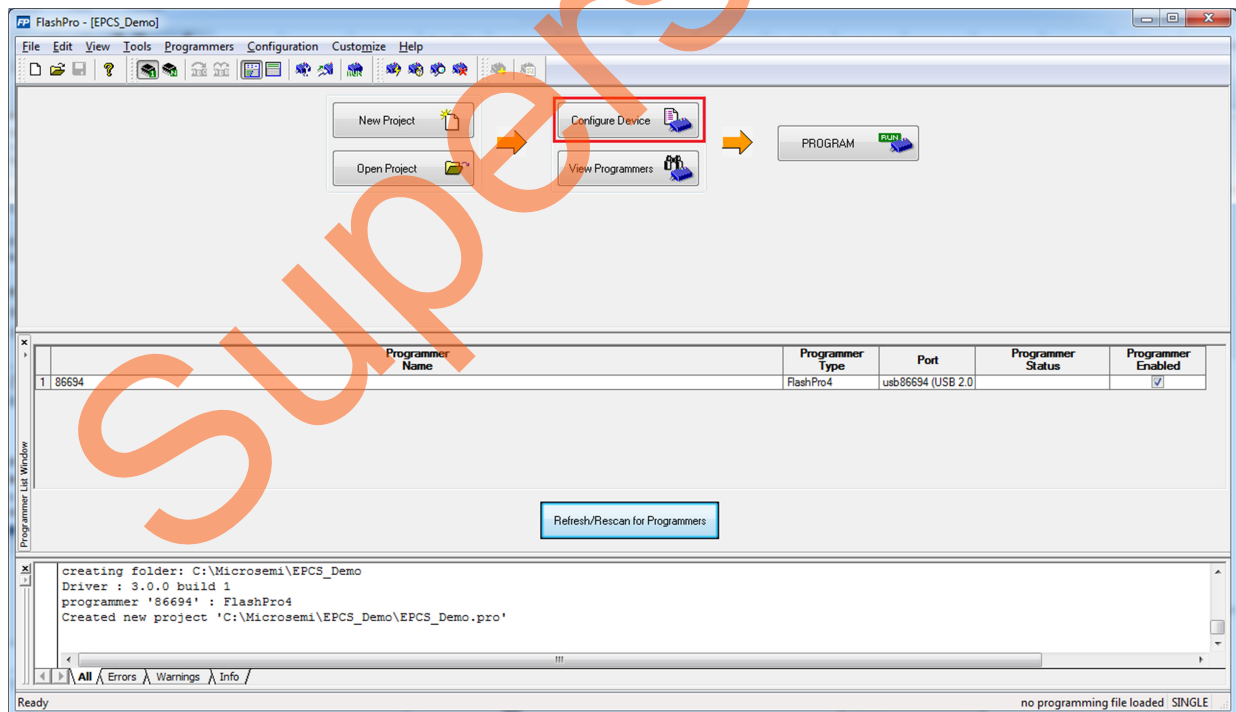 FP FlashPro - [EPCS_Demo]
File Edit View Tools Programmers Configuration Customize Help
New Project
Configure Device
PROGRAM
RUN
Open Project
View Programmers
Programmer Name
Programmer Type
Port
Programmer Status
Programmer Enabled
1 86694 FlashPro4 usb86694 (USB 2.0
Programmer List Window
Refresh/Rescan for Programmers
creating folder: C:\Microsemi\EPCS_Demo
Driver : 3.0.0 build 1
programmer '86694' : FlashPro4
Created new project 'C:\Microsemi\EPCS_Demo\EPCS_Demo.pro'
All Errors Warnings Info
Ready no programming file loaded SINGLE
Supers